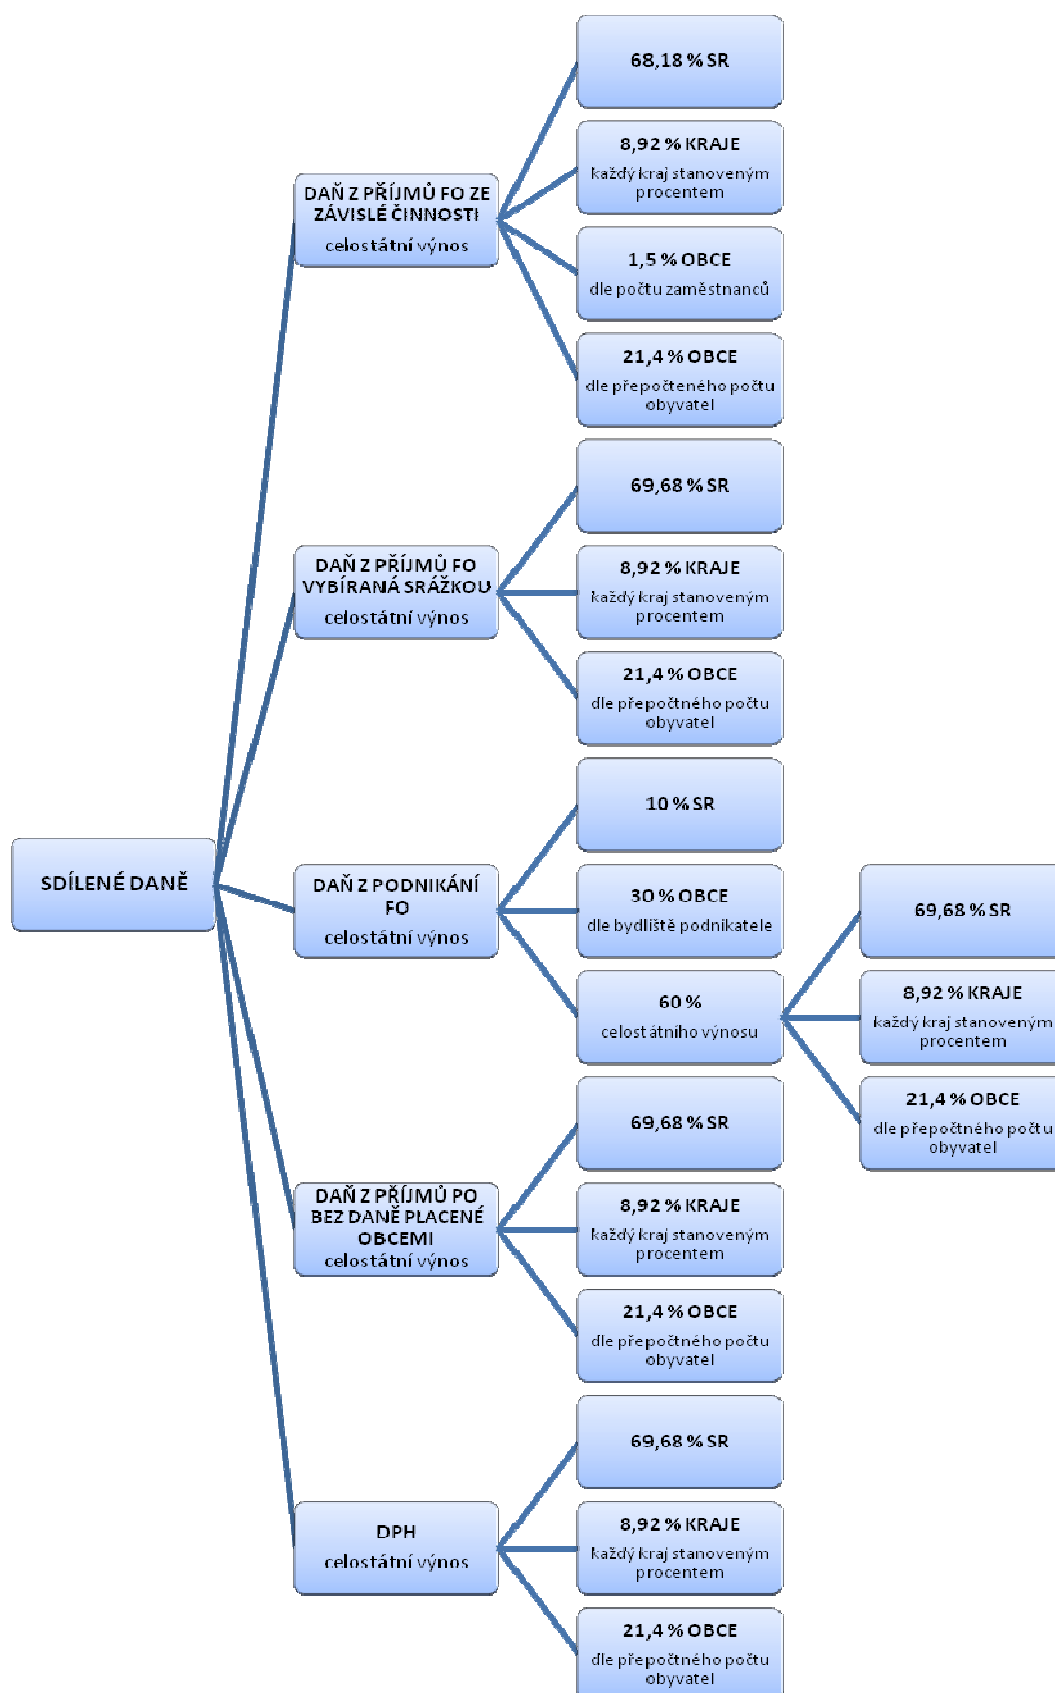 SDÍLENÉ DANĚ
DAŇ Z PŘÍJMŮ FO ZE
ZÁVISLÉ ČINNOSTI
celostátní výnos
68,18 % SR
8,92 % KRAJE
každý kraj stanoveným
procentem
1,5 % OBCE
dle počtu zaměstnanců
21,4 % OBCE
dle přepočteného počtu
obyvatel
DAŇ Z PŘÍJMŮ FO
VYBÍRANÁ SRÁŽKOU
celostátní výnos
69,68 % SR
8,92 % KRAJE
každý kraj stanoveným
procentem
21,4 % OBCE
dle přepočtného počtu
obyvatel
DAŇ Z PODNIKÁNÍ
FO
celostátní výnos
10 % SR
30 % OBCE
dle bydliště podnikatele
60 %
celostátního výnosu
69,68 % SR
8,92 % KRAJE
každý kraj stanoveným
procentem
21,4 % OBCE
dle přepočtného počtu
obyvatel
DAŇ Z PŘÍJMŮ PO
BEZ DANĚ PLACENÉ
OBCEMI
celostátní výnos
69,68 % SR
8,92 % KRAJE
každý kraj stanoveným
procentem
21,4 % OBCE
dle přepočtného počtu
obyvatel
DPH
celostátní výnos
69,68 % SR
8,92 % KRAJE
každý kraj stanoveným
procentem
21,4 % OBCE
dle přepočtného počtu
obyvatel